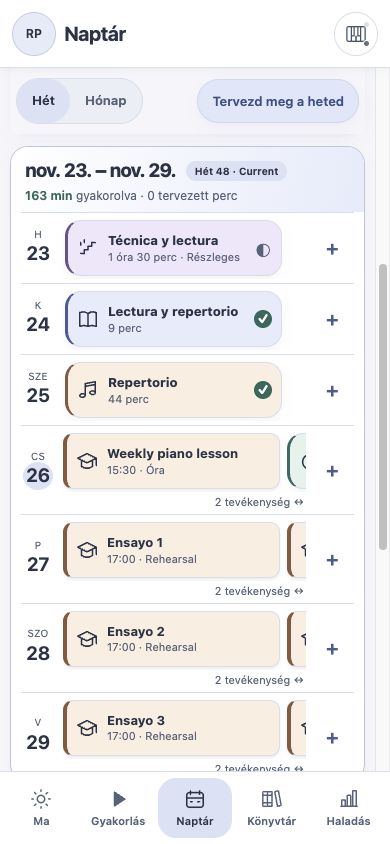 RP
Naptár
Hét
Hónap
Tervezd meg a heted
nov. 23. – nov. 29.
Hét 48 · Current
163 min gyakorolva · 0 tervezett perc
H
23
Técnica y lectura
1 óra 30 perc · Részleges
+
K
24
Lectura y repertorio
9 perc
+
SZE
25
Repertorio
44 perc
+
CS
26
Weekly piano lesson
15:30 · Óra
+
2 tevékenység ↔
P
27
Ensayo 1
17:00 · Rehearsal
+
2 tevékenység ↔
SZO
28
Ensayo 2
17:00 · Rehearsal
+
2 tevékenység ↔
V
29
Ensayo 3
17:00 · Rehearsal
+
2 tevékenység ↔
Ma
Gyakorlás
Naptár
Könyvtár
Haladás